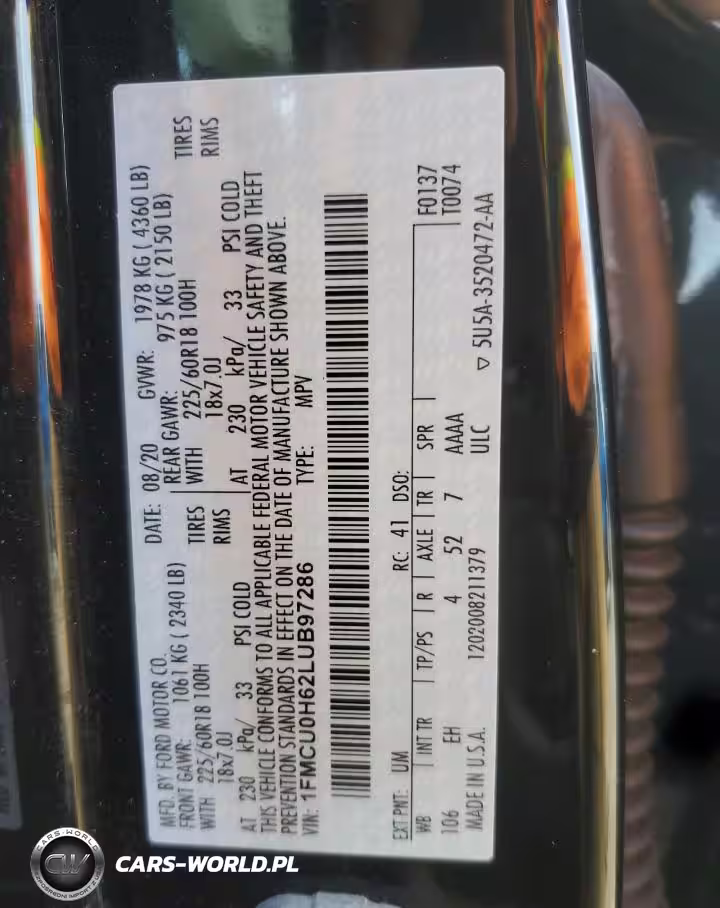 MFD. BY FORD MOTOR CO. DATE: 08/20 GVWR: 1978 KG ( 4360 LB)
FRONT GAWR: 1061 KG ( 2340 LB) REAR GAWR: 975 KG ( 2150 LB)
WITH 225/60R18 100H TIRES WITH 225/60R18 100H TIRES
18x7.0J RIMS 18x7.0J RIMS
AT 230 kPa/ 33 PSI COLD AT 230 kPa/ 33 PSI COLD
THIS VEHICLE CONFORMS TO ALL APPLICABLE FEDERAL MOTOR VEHICLE SAFETY AND THEFT
PREVENTION STANDARDS IN EFFECT ON THE DATE OF MANUFACTURE SHOWN ABOVE.
VIN: 1FMCU0H62LUB97286 TYPE: MPV
EXT PNT: UM RC: 41 DSO:
WB INT TR TP/PS R AXLE TR SPR F0137
T0074
106 EH 4 52 7 AAAA
MADE IN U.S.A. 1202008211379 ULC ▽ 5U5A-3520472-AA
CARS-WORLD
CW
CARS-WORLD.PL